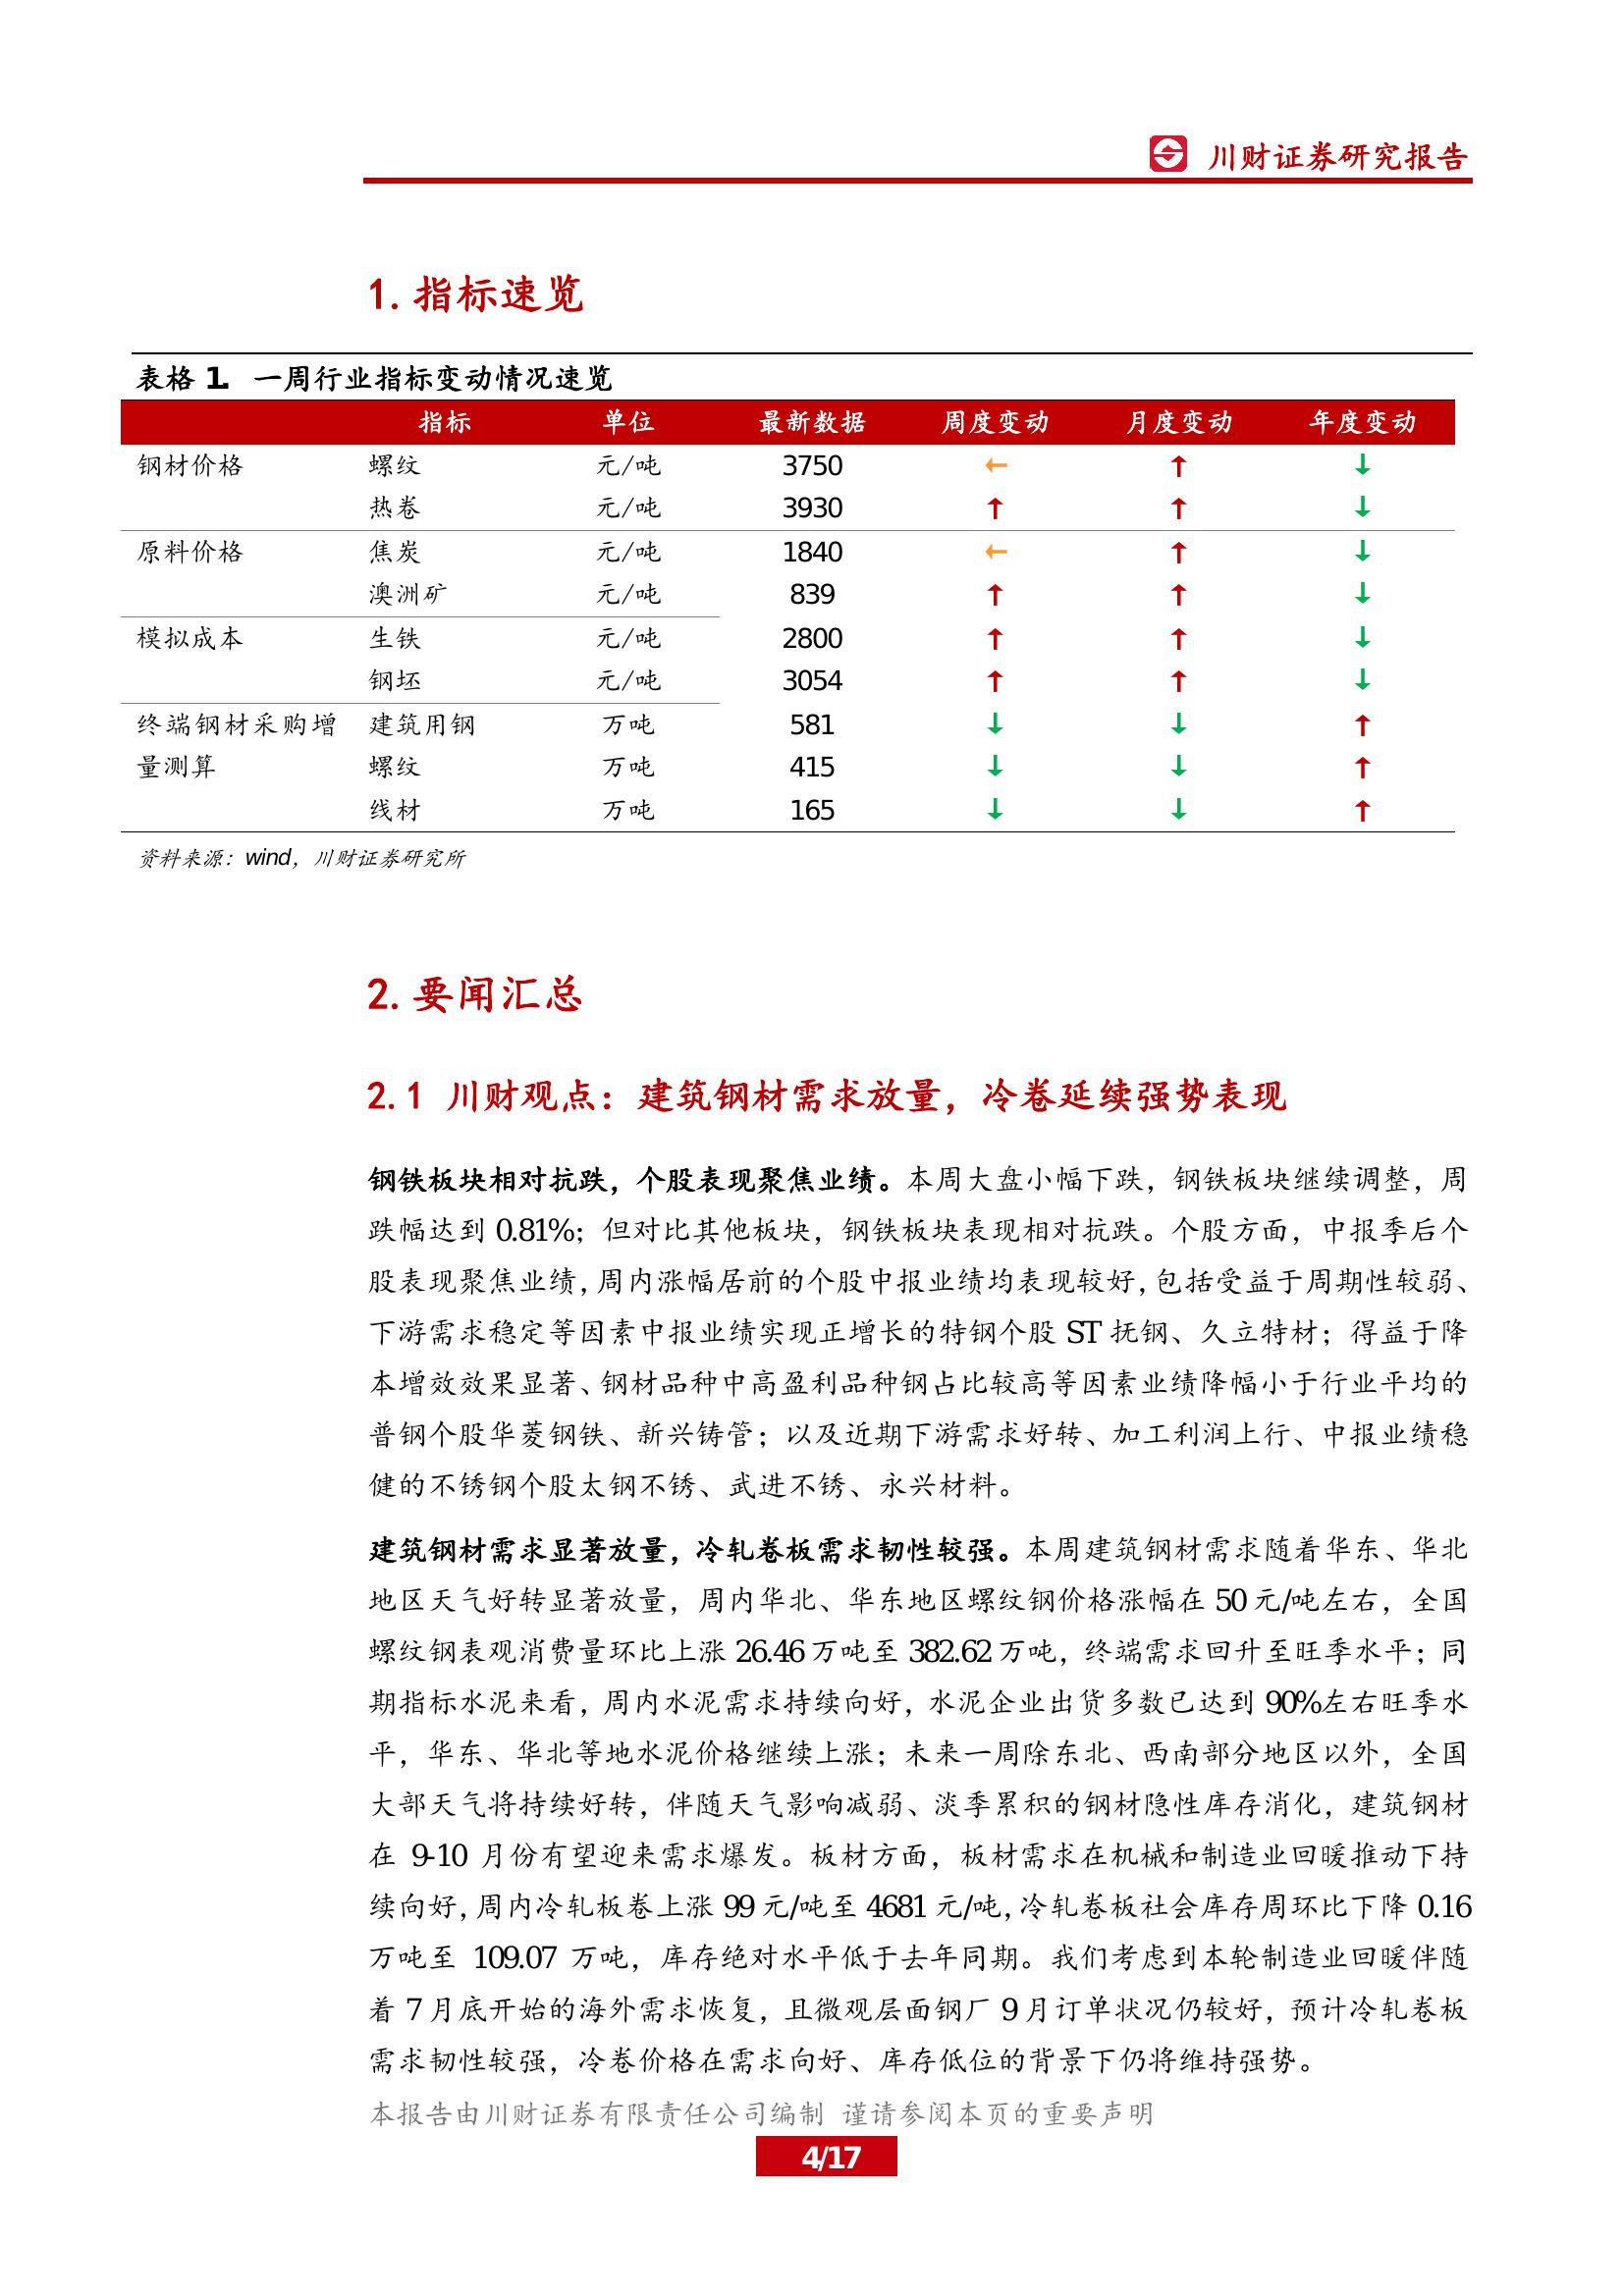 川财证券研究报告
1. 指标速览
表格 1. 一周行业指标变动情况速览
指标 单位 最新数据 周度变动 月度变动 年度变动
钢材价格 螺纹 元/吨 3750 ← ↑ ↓
热卷 元/吨 3930 ↑ ↑ ↓
原料价格 焦炭 元/吨 1840 ← ↑ ↓
澳洲矿 元/吨 839 ↑ ↑ ↓
模拟成本 生铁 元/吨 2800 ↑ ↑ ↓
钢坯 元/吨 3054 ↑ ↑ ↓
终端钢材采购增 建筑用钢 万吨 581 ↓ ↓ ↑
量测算 螺纹 万吨 415 ↓ ↓ ↑
线材 万吨 165 ↓ ↓ ↑
资料来源：wind，川财证券研究所
2. 要闻汇总
2.1 川财观点：建筑钢材需求放量，冷卷延续强势表现
钢铁板块相对抗跌，个股表现聚焦业绩。本周大盘小幅下跌，钢铁板块继续调整，周
跌幅达到 0.81%；但对比其他板块，钢铁板块表现相对抗跌。个股方面，中报季后个
股表现聚焦业绩，周内涨幅居前的个股中报业绩均表现较好，包括受益于周期性较弱、
下游需求稳定等因素中报业绩实现正增长的特钢个股 ST 抚钢、久立特材；得益于降
本增效效果显著、钢材品种中高盈利品种钢占比较高等因素业绩降幅小于行业平均的
普钢个股华菱钢铁、新兴铸管；以及近期下游需求好转、加工利润上行、中报业绩稳
健的不锈钢个股太钢不锈、武进不锈、永兴材料。
建筑钢材需求显著放量，冷轧卷板需求韧性较强。本周建筑钢材需求随着华东、华北
地区天气好转显著放量，周内华北、华东地区螺纹钢价格涨幅在 50 元/吨左右，全国
螺纹钢表观消费量环比上涨 26.46 万吨至 382.62 万吨，终端需求回升至旺季水平；同
期指标水泥来看，周内水泥需求持续向好，水泥企业出货多数已达到 90%左右旺季水
平，华东、华北等地水泥价格继续上涨；未来一周除东北、西南部分地区以外，全国
大部天气将持续好转，伴随天气影响减弱、淡季累积的钢材隐性库存消化，建筑钢材
在 9-10 月份有望迎来需求爆发。板材方面，板材需求在机械和制造业回暖推动下持
续向好，周内冷轧板卷上涨 99 元/吨至 4681 元/吨，冷轧卷板社会库存周环比下降 0.16
万吨至 109.07 万吨，库存绝对水平低于去年同期。我们考虑到本轮制造业回暖伴随
着 7 月底开始的海外需求恢复，且微观层面钢厂 9 月订单状况仍较好，预计冷轧卷板
需求韧性较强，冷卷价格在需求向好、库存低位的背景下仍将维持强势。
本报告由川财证券有限责任公司编制 谨请参阅本页的重要声明
4/17